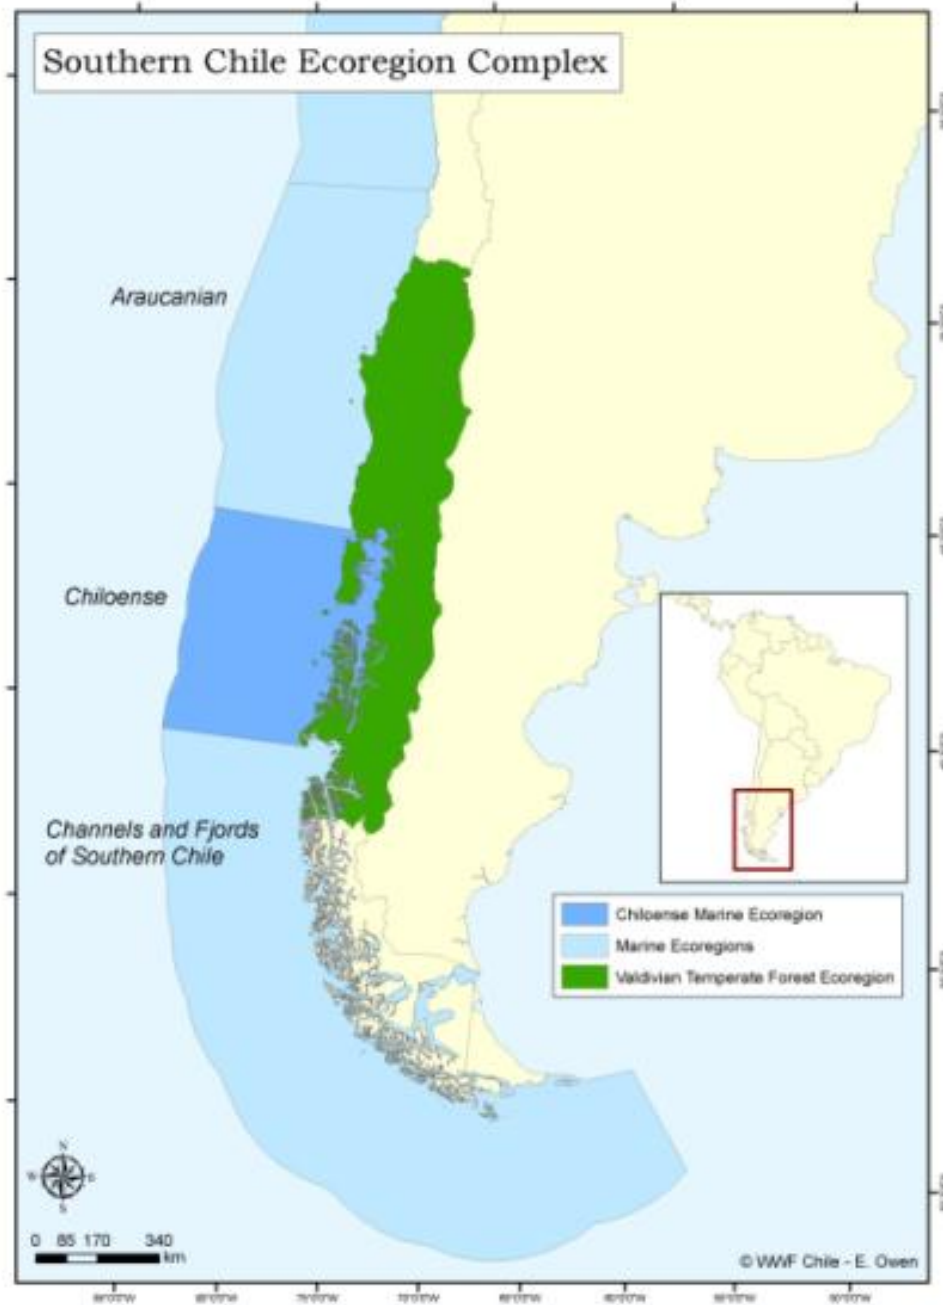 Southern Chile Ecoregion Complex
Araucanian
Chiloense
Channels and Fjords
of Southern Chile
Chiloense Marine Ecoregion
Marine Ecoregions
Valdivian Temperate Forest Ecoregion
N
W
E
S
0 85 170 340
km
© WWF Chile - E. Owen